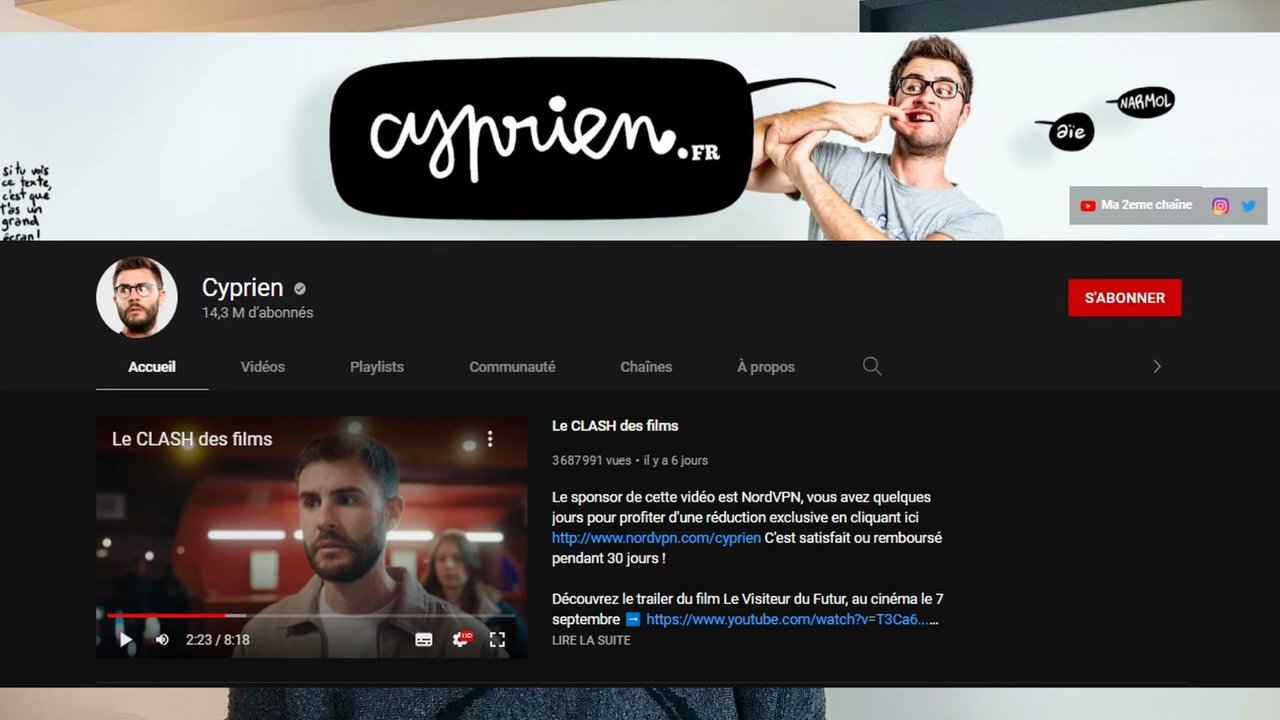 cyprien.FR
NARMOL
aïe
si tu vois
ce texte,
c'est que
t'as un
grand
écran!
Ma 2eme chaîne
Cyprien
14,3 M d'abonnés
S'ABONNER
Accueil
Vidéos
Playlists
Communauté
Chaînes
À propos
Le CLASH des films
2:23 / 8:18
HD
Le CLASH des films
3 687 991 vues • il y a 6 jours
Le sponsor de cette vidéo est NordVPN, vous avez quelques
jours pour profiter d'une réduction exclusive en cliquant ici
http://www.nordvpn.com/cyprien C'est satisfait ou remboursé
pendant 30 jours !
Découvrez le trailer du film Le Visiteur du Futur, au cinéma le 7
septembre ➡ https://www.youtube.com/watch?v=T3Ca6...…
LIRE LA SUITE